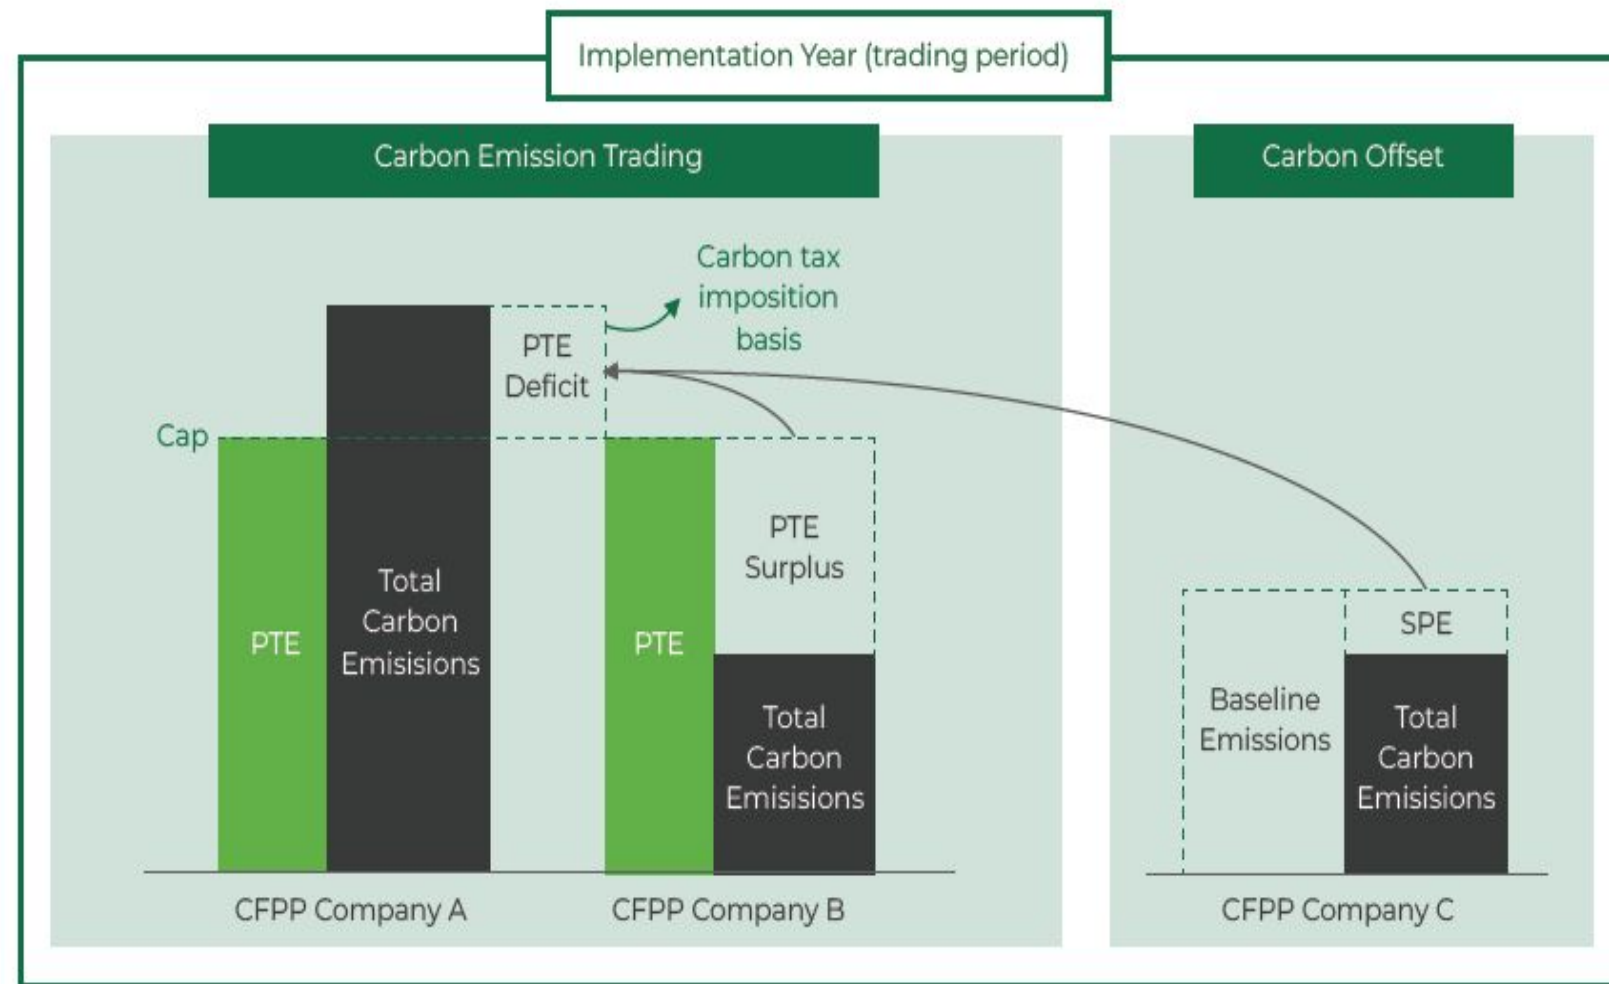 Implementation Year (trading period)
Carbon Emission Trading
Carbon Offset
Carbon tax
imposition
basis
PTE
Deficit
Cap
PTE
Surplus
Total
Carbon
Emisisions
PTE
PTE
SPE
Baseline
Emissions
Total
Carbon
Emisisions
Total
Carbon
Emisisions
CFPP Company A
CFPP Company B
CFPP Company C